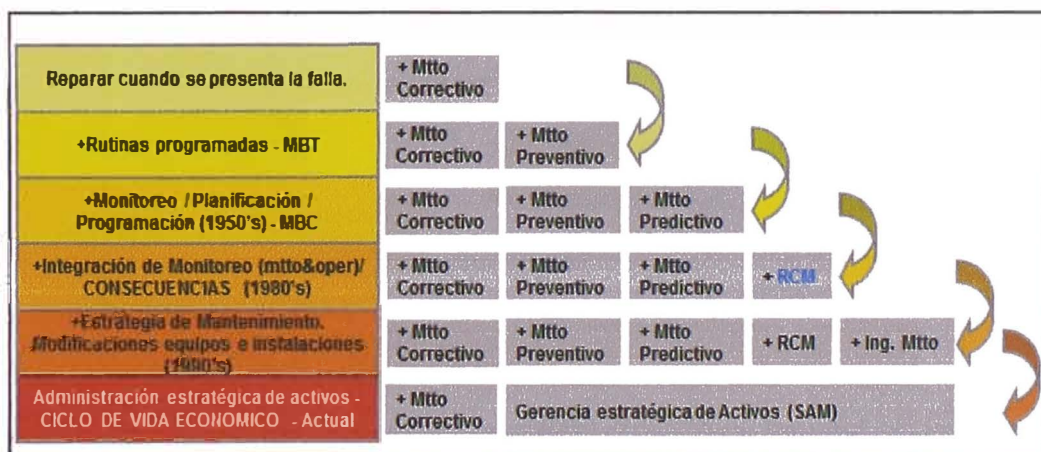 Reparar cuando se presenta la falla.
+ Mtto
Correctivo
+Rutinas programadas - MBT
+ Mtto
Correctivo
+ Mtto
Preventivo
+Monitoreo / Planificación /
Programación (1950's) - MBC
+ Mtto
Correctivo
+ Mtto
Preventivo
+ Mtto
Predictivo
+Integración de Monitoreo (mtto&oper)/
CONSECUENCIAS (1980's)
+ Mtto
Correctivo
+ Mtto
Preventivo
+ Mtto
Predictivo
+ RCM
+Estrategia de Mantenimiento.
Modificaciones equipos e instalaciones
(1990's)
+ Mtto
Correctivo
+ Mtto
Preventivo
+ Mtto
Predictivo
+ RCM
+ Ing. Mtto
Administración estratégica de activos -
CICLO DE VIDA ECONOMICO - Actual
+ Mtto
Correctivo
Gerencia estratégica de Activos (SAM)